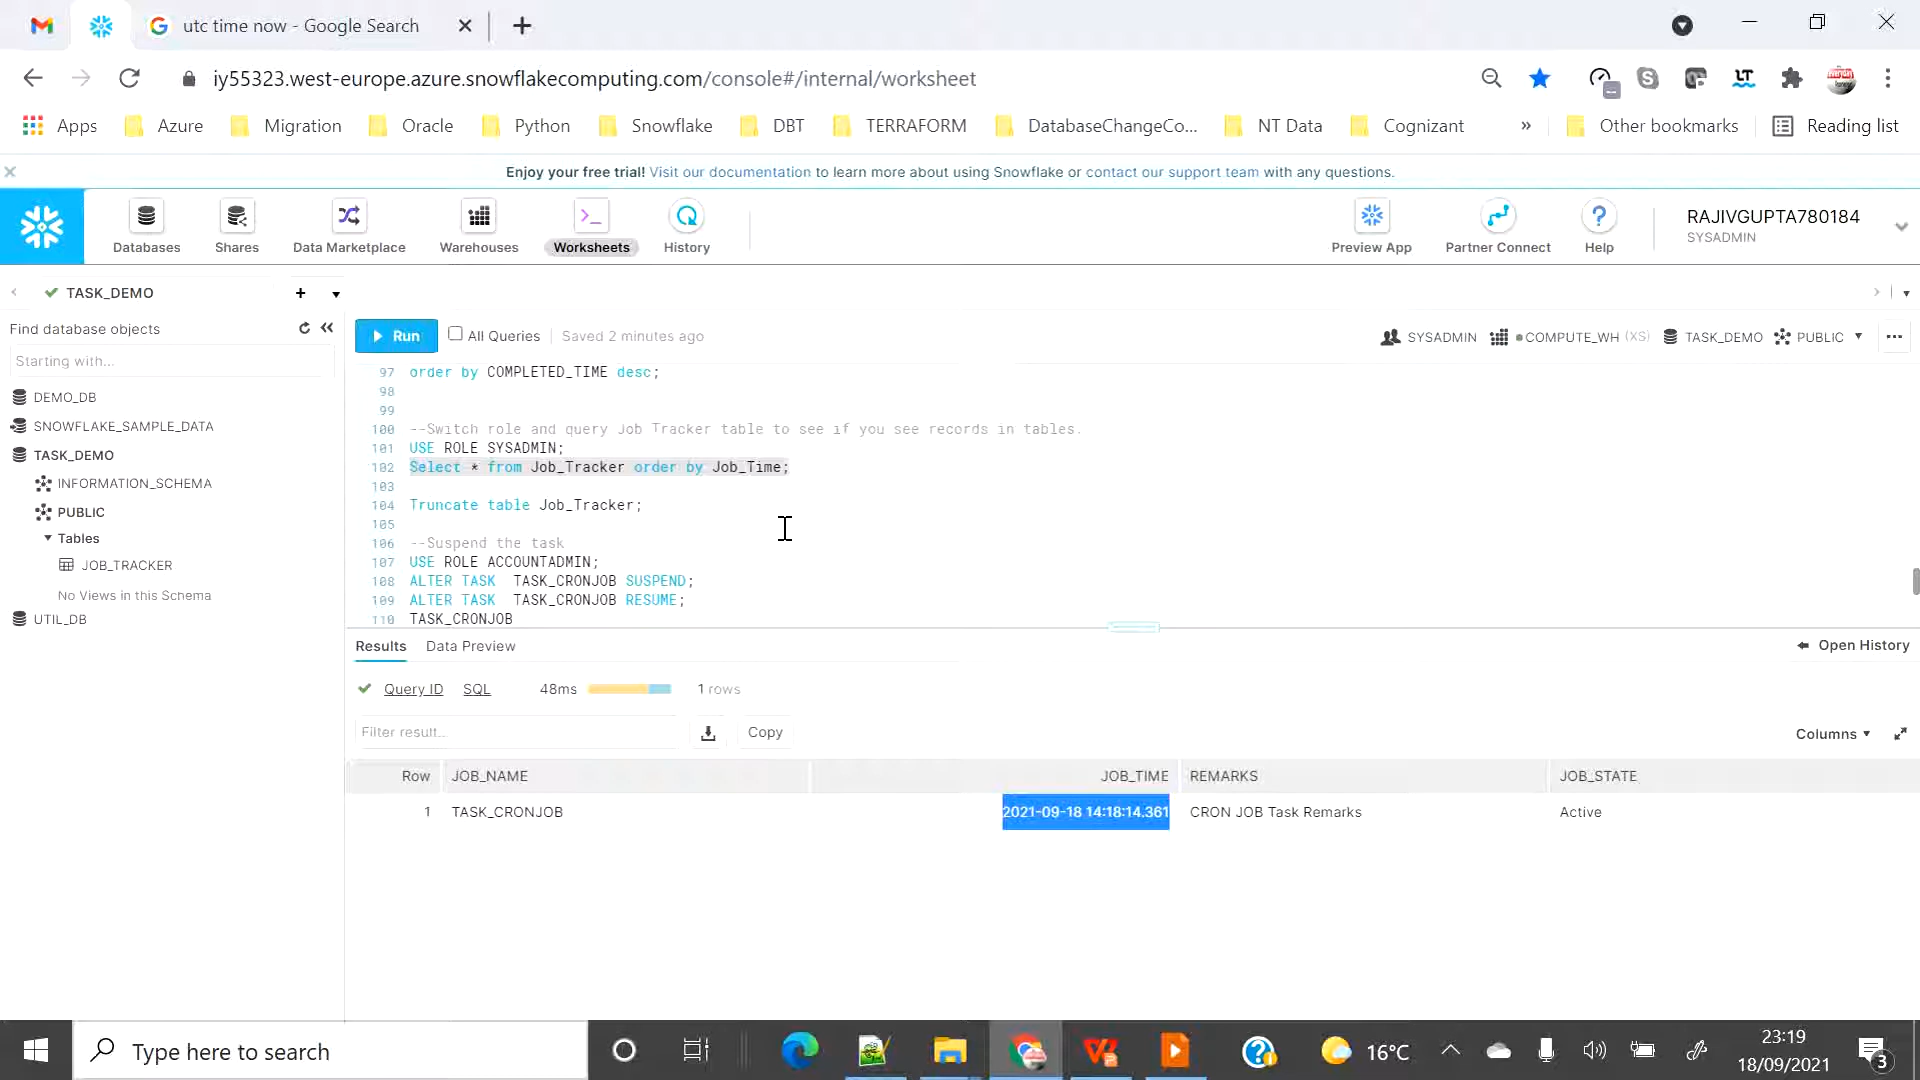 utc time now - Google Search
iy55323.west-europe.azure.snowflakecomputing.com/console#/internal/worksheet
Apps Azure Migration Oracle Python Snowflake DBT TERRAFORM DatabaseChangeCo... NT Data Cognizant » Other bookmarks Reading list
Enjoy your free trial! Visit our documentation to learn more about using Snowflake or contact our support team with any questions.
Databases Shares Data Marketplace Warehouses Worksheets History Preview App Partner Connect Help
RAJIVGUPTA780184
SYSADMIN
TASK_DEMO
Find database objects
Starting with...
DEMO_DB
SNOWFLAKE_SAMPLE_DATA
TASK_DEMO
INFORMATION_SCHEMA
PUBLIC
Tables
JOB_TRACKER
No Views in this Schema
UTIL_DB
Run All Queries Saved 2 minutes ago SYSADMIN COMPUTE_WH (XS) TASK_DEMO PUBLIC
97 order by COMPLETED_TIME desc;
98
99
100 --Switch role and query Job Tracker table to see if you see records in tables.
101 USE ROLE SYSADMIN;
102 Select * from Job_Tracker order by Job_Time;
103
104 Truncate table Job_Tracker;
105
106 --Suspend the task
107 USE ROLE ACCOUNTADMIN;
108 ALTER TASK TASK_CRONJOB SUSPEND;
109 ALTER TASK TASK_CRONJOB RESUME;
110 TASK_CRONJOB
Results Data Preview Open History
Query ID SQL 48ms 1 rows
Filter result... Copy Columns
Row JOB_NAME JOB_TIME REMARKS JOB_STATE
1 TASK_CRONJOB 2021-09-18 14:18:14.361 CRON JOB Task Remarks Active
Type here to search
16°C
23:19
18/09/2021
3